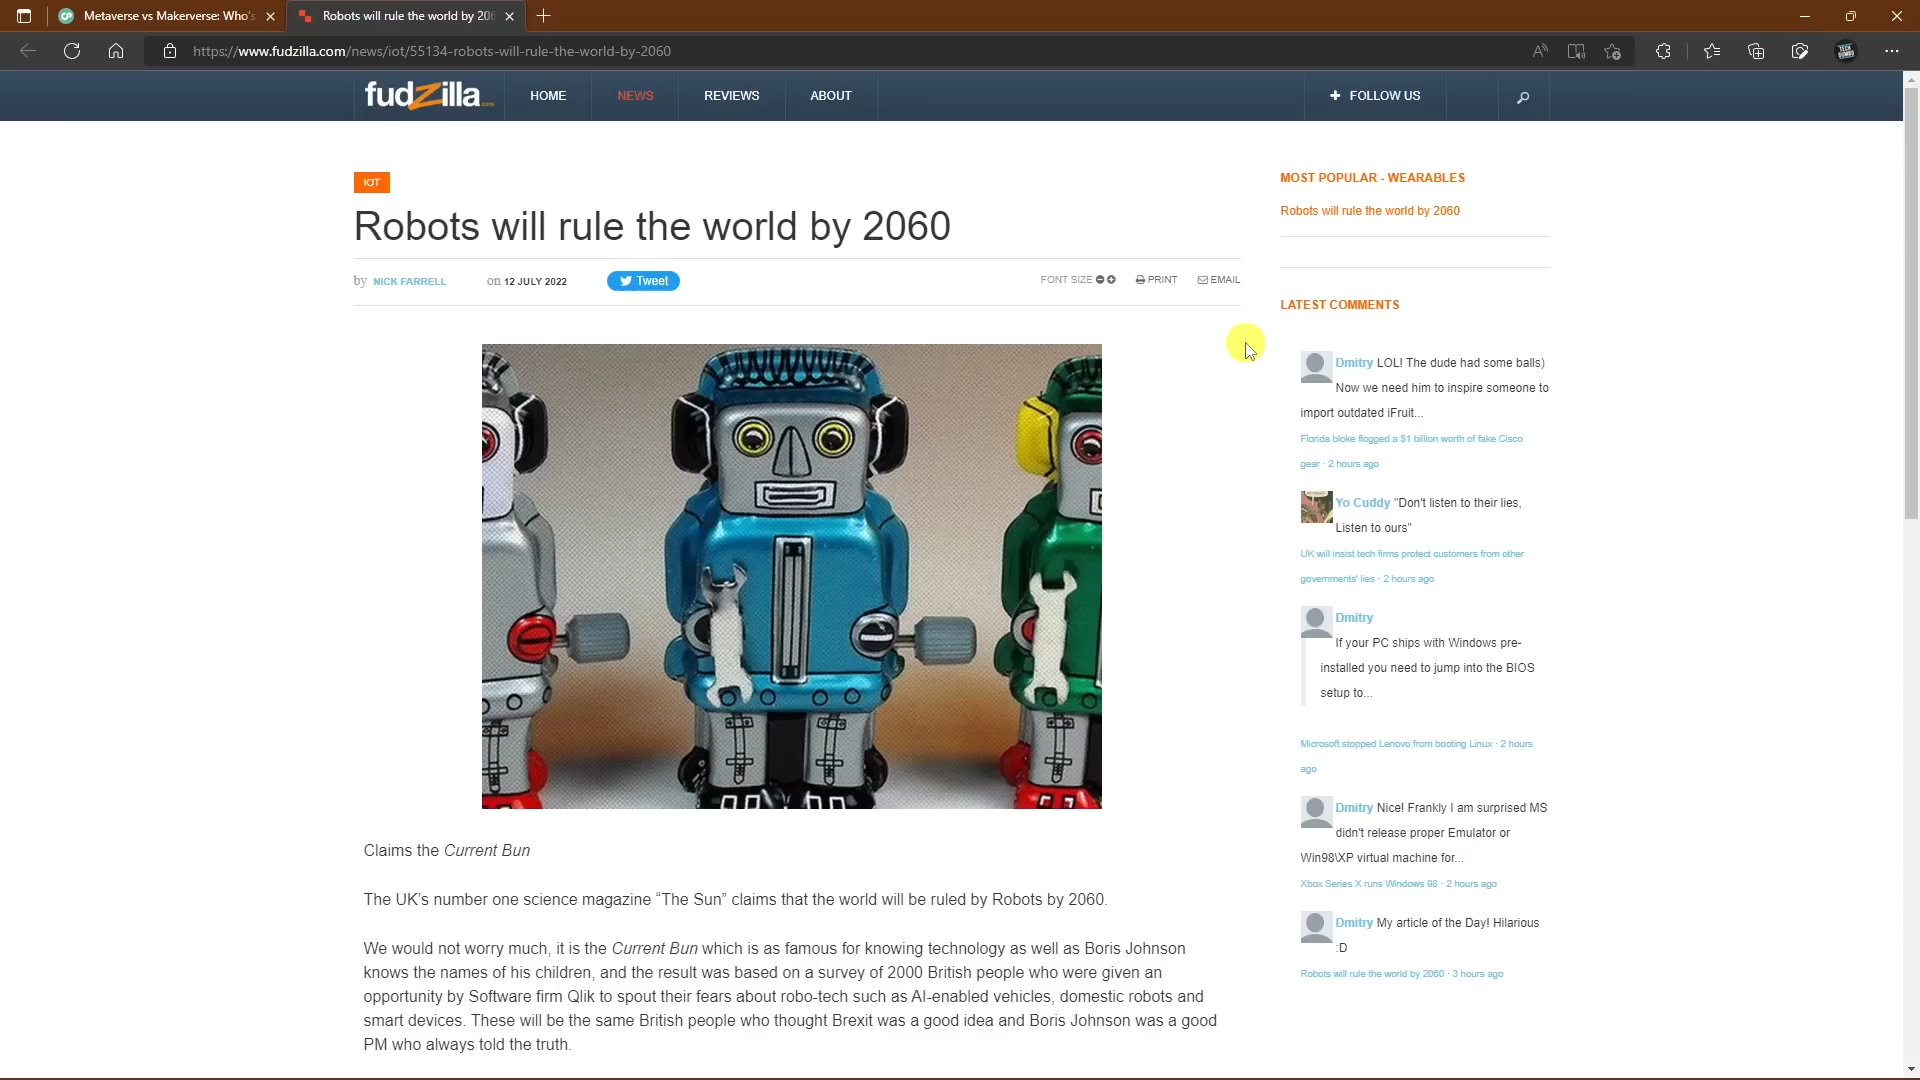 Metaverse vs Makerverse: Who's
Robots will rule the world by 206
https://www.fudzilla.com/news/iot/55134-robots-will-rule-the-world-by-2060
fudzilla.com
HOME
NEWS
REVIEWS
ABOUT
+ FOLLOW US
IOT
Robots will rule the world by 2060
by NICK FARRELL
on 12 JULY 2022
Tweet
FONT SIZE
PRINT
EMAIL
Claims the Current Bun
The UK's number one science magazine “The Sun” claims that the world will be ruled by Robots by 2060.
We would not worry much, it is the Current Bun which is as famous for knowing technology as well as Boris Johnson
knows the names of his children, and the result was based on a survey of 2000 British people who were given an
opportunity by Software firm Qlik to spout their fears about robo-tech such as AI-enabled vehicles, domestic robots and
smart devices. These will be the same British people who thought Brexit was a good idea and Boris Johnson was a good
PM who always told the truth.
MOST POPULAR - WEARABLES
Robots will rule the world by 2060
LATEST COMMENTS
Dmitry LOL! The dude had some balls)
Now we need him to inspire someone to
import outdated iFruit...
Florida bloke flogged a $1 billion worth of fake Cisco
gear · 2 hours ago
Yo Cuddy "Don't listen to their lies,
Listen to ours"
UK will insist tech firms protect customers from other
governments' lies · 2 hours ago
Dmitry
If your PC ships with Windows pre-
installed you need to jump into the BIOS
setup to...
Microsoft stopped Lenovo from booting Linux · 2 hours
ago
Dmitry Nice! Frankly I am surprised MS
didn't release proper Emulator or
Win98\XP virtual machine for...
Xbox Series X runs Windows 98 · 2 hours ago
Dmitry My article of the Day! Hilarious
:D
Robots will rule the world by 2060 · 3 hours ago